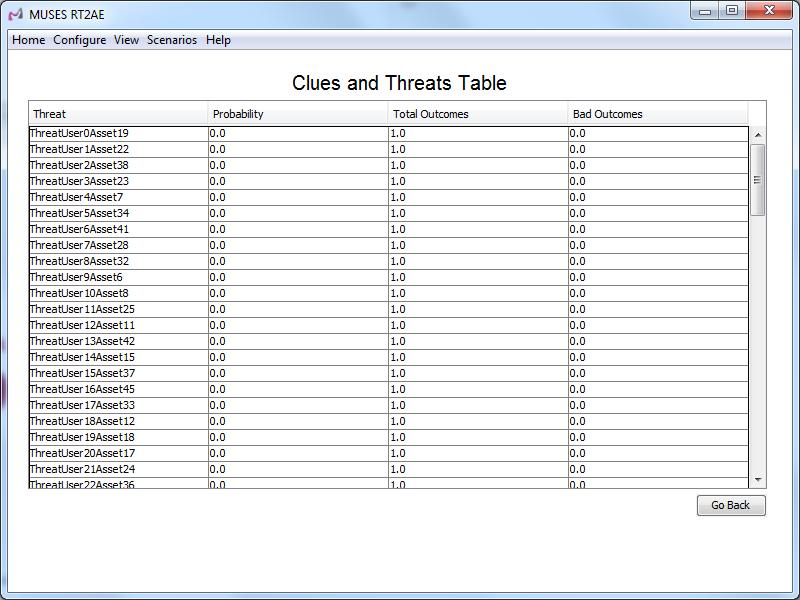 MUSES RT2AE
Home Configure View Scenarios Help
Clues and Threats Table
Threat Probability Total Outcomes Bad Outcomes
ThreatUser0Asset19 0.0 1.0 0.0
ThreatUser1Asset22 0.0 1.0 0.0
ThreatUser2Asset38 0.0 1.0 0.0
ThreatUser3Asset23 0.0 1.0 0.0
ThreatUser4Asset7 0.0 1.0 0.0
ThreatUser5Asset34 0.0 1.0 0.0
ThreatUser6Asset41 0.0 1.0 0.0
ThreatUser7Asset28 0.0 1.0 0.0
ThreatUser8Asset32 0.0 1.0 0.0
ThreatUser9Asset6 0.0 1.0 0.0
ThreatUser10Asset8 0.0 1.0 0.0
ThreatUser11Asset25 0.0 1.0 0.0
ThreatUser12Asset11 0.0 1.0 0.0
ThreatUser13Asset42 0.0 1.0 0.0
ThreatUser14Asset15 0.0 1.0 0.0
ThreatUser15Asset37 0.0 1.0 0.0
ThreatUser16Asset45 0.0 1.0 0.0
ThreatUser17Asset33 0.0 1.0 0.0
ThreatUser18Asset12 0.0 1.0 0.0
ThreatUser19Asset18 0.0 1.0 0.0
ThreatUser20Asset17 0.0 1.0 0.0
ThreatUser21Asset24 0.0 1.0 0.0
ThreatUser22Asset36 0.0 1.0 0.0
Go Back